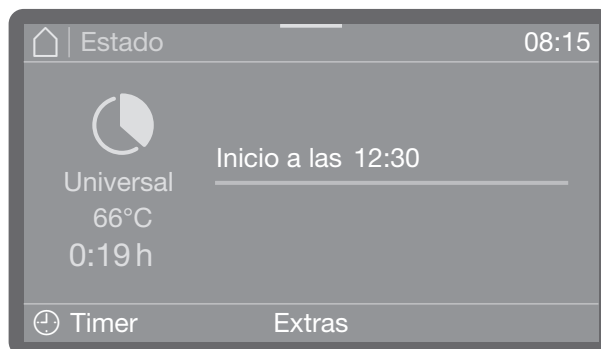 Estado 08:15
Inicio a las 12:30
Universal
66°C
0:19 h
Timer Extras